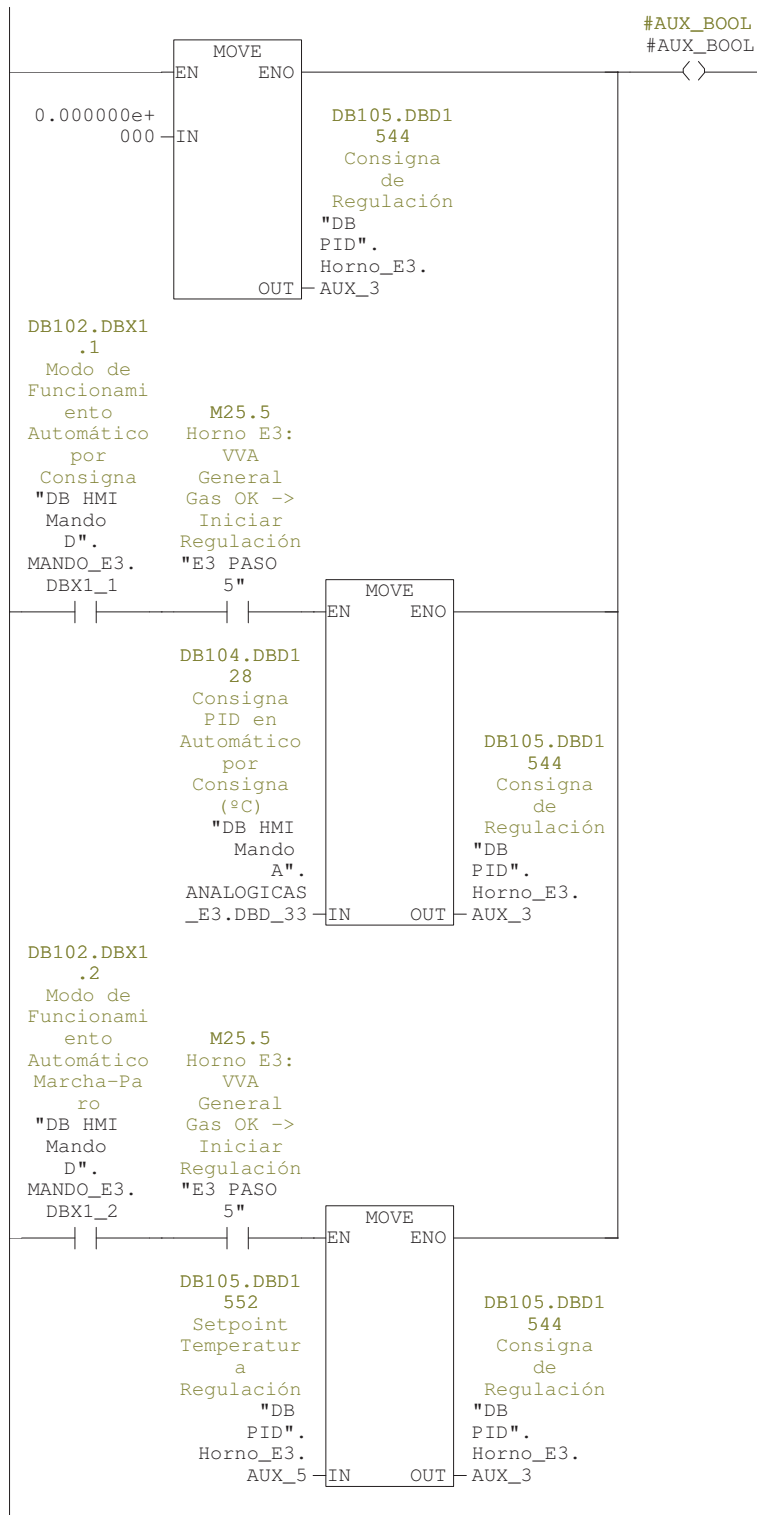 #AUX_BOOL
#AUX_BOOL
MOVE
EN ENO
0.000000e+
000
IN
DB105.DBD1
544
Consigna
de
Regulación
"DB
PID".
Horno_E3.
OUT AUX_3
DB102.DBX1
.1
Modo de
Funcionami
ento
Automático
por
Consigna
"DB HMI
Mando
D".
MANDO_E3.
DBX1_1
M25.5
Horno E3:
VVA
General
Gas OK ->
Iniciar
Regulación
"E3 PASO
5"
MOVE
EN ENO
DB104.DBD1
28
Consigna
PID en
Automático
por
Consigna
(ºC)
"DB HMI
Mando
A".
ANALOGICAS
_E3.DBD_33
IN OUT
DB105.DBD1
544
Consigna
de
Regulación
"DB
PID".
Horno_E3.
AUX_3
DB102.DBX1
.2
Modo de
Funcionami
ento
Automático
Marcha-Pa
ro
"DB HMI
Mando
D".
MANDO_E3.
DBX1_2
M25.5
Horno E3:
VVA
General
Gas OK ->
Iniciar
Regulación
"E3 PASO
5"
MOVE
EN ENO
DB105.DBD1
552
Setpoint
Temperatur
a
Regulación
"DB
PID".
Horno_E3.
AUX_5
IN OUT
DB105.DBD1
544
Consigna
de
Regulación
"DB
PID".
Horno_E3.
AUX_3